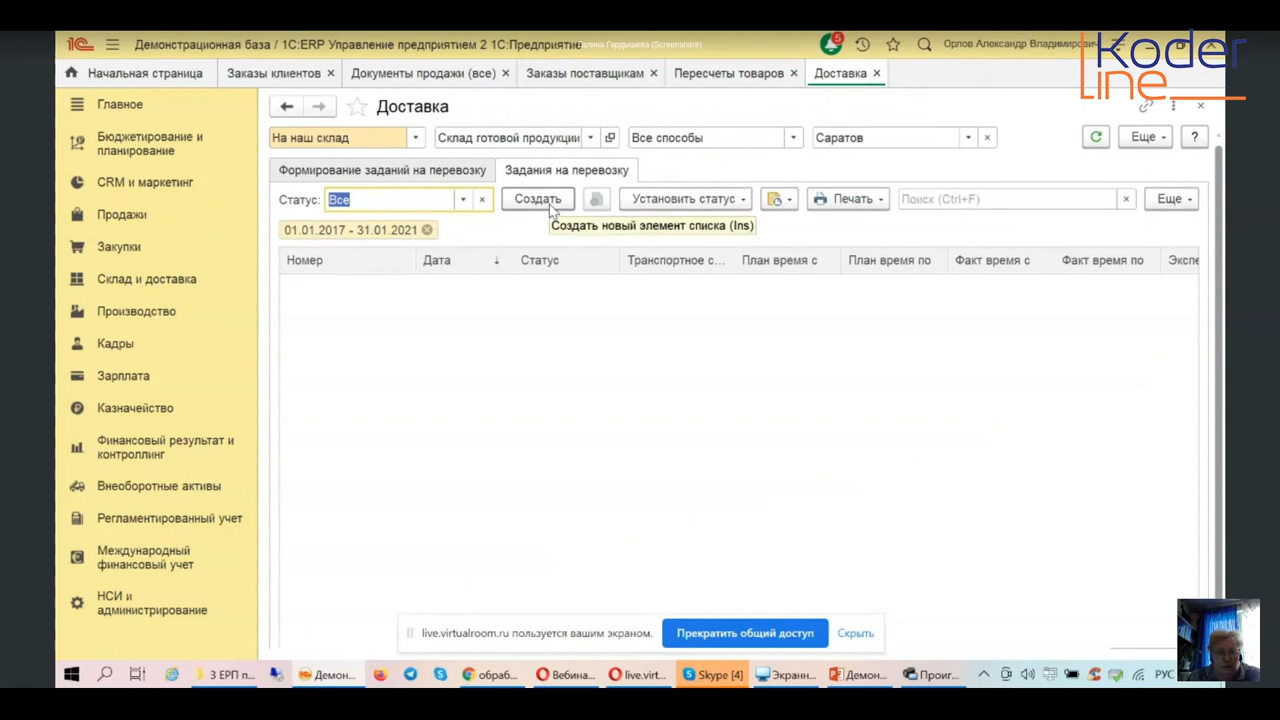 Демонстрационная база / 1С:ERP Управление предприятием 2 1С:Предприятие
Галина Гардышева (Screenshare)
5
Орлов Александр Владимирович
Koder
line
Начальная страница
Заказы клиентов ×
Документы продажи (все) ×
Заказы поставщикам ×
Пересчеты товаров ×
Доставка ×
Главное
Бюджетирование и
планирование
CRM и маркетинг
Продажи
Закупки
Склад и доставка
Производство
Кадры
Зарплата
Казначейство
Финансовый результат и
контроллинг
Внеоборотные активы
Регламентированный учет
Международный
финансовый учет
НСИ и
администрирование
Доставка
На наш склад
Склад готовой продукции
Все способы
Саратов
Еще
?
Формирование заданий на перевозку
Задания на перевозку
Статус:
Все
Создать
Установить статус
Печать
Поиск (Ctrl+F)
Еще
Создать новый элемент списка (Ins)
01.01.2017 - 31.01.2021
Номер
Дата
Статус
Транспортное с...
План время с
План время по
Факт время с
Факт время по
Экспе
live.virtualroom.ru пользуется вашим экраном.
Прекратить общий доступ
Скрыть
3 ЕРП п...
Демон...
обраб...
Вебина...
live.virt...
Skype [4]
Экранн...
Демон...
Проиг...
РУС